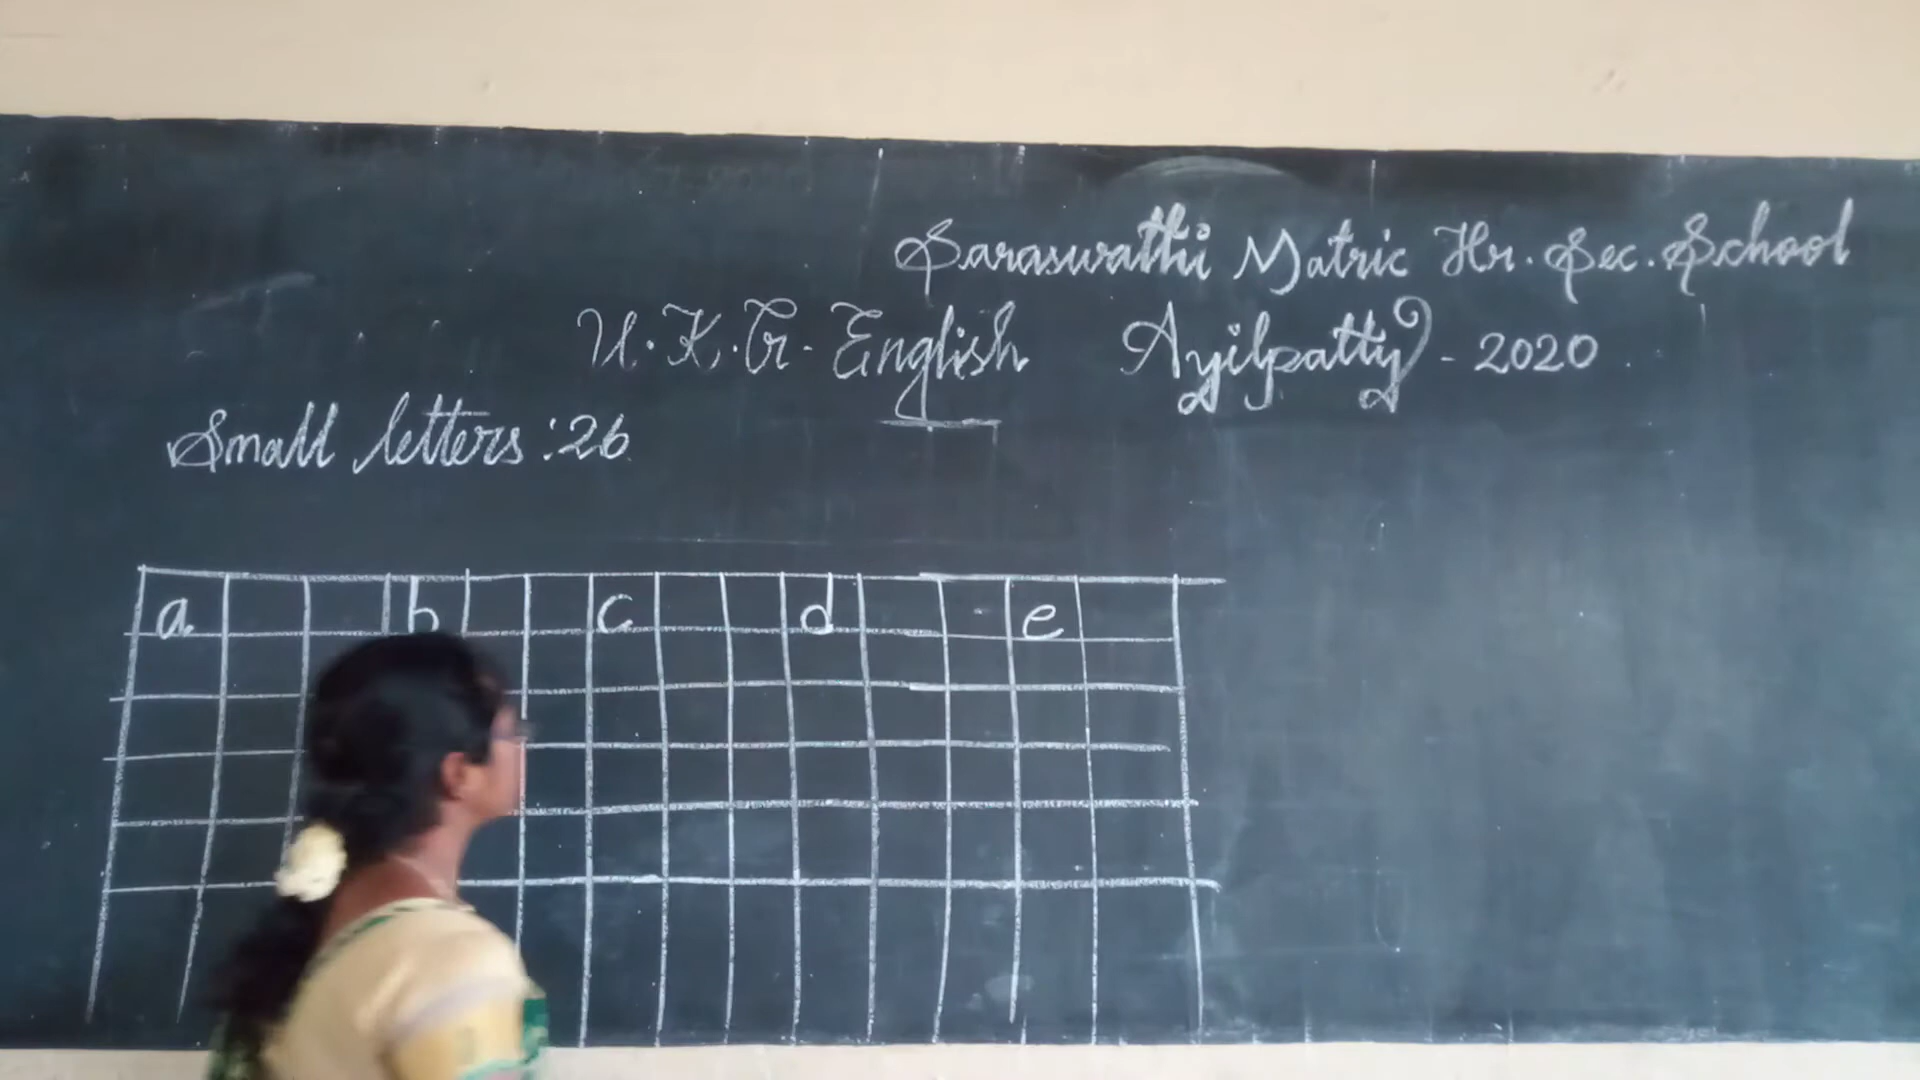 Saraswathi Matric Hr. Sec. School
U.K.G - English Ayilpatty - 2020
Small letters : 26
a b c d e